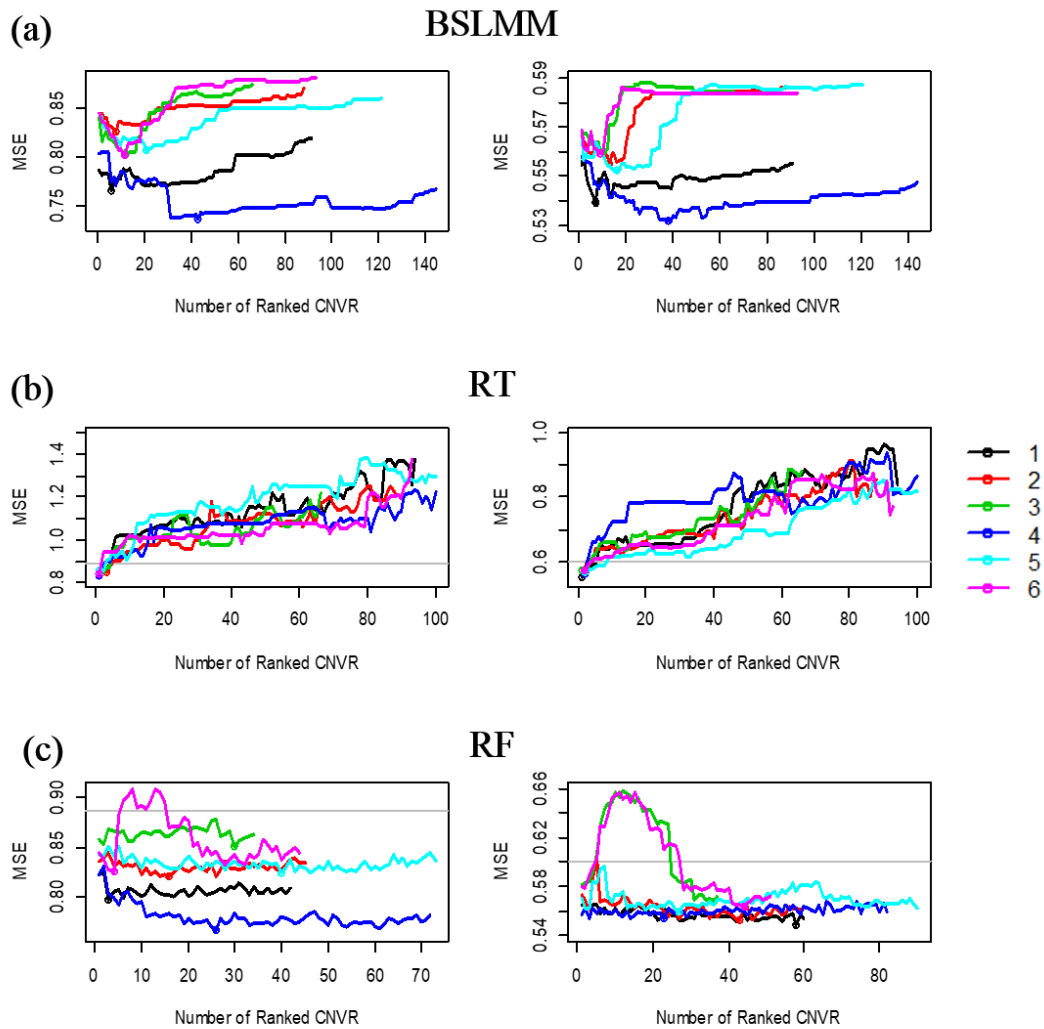 (a)
BSLMM
MSE
0.75 0.80 0.85
0 20 40 60 80 100 120 140
Number of Ranked CNVR
MSE
0.53 0.55 0.57 0.59
0 20 40 60 80 100 120 140
Number of Ranked CNVR
(b)
RT
MSE
0.8 1.0 1.2 1.4
0 20 40 60 80 100
Number of Ranked CNVR
MSE
0.6 0.8 1.0
0 20 40 60 80 100
Number of Ranked CNVR
1
2
3
4
5
6
(c)
RF
MSE
0.80 0.85 0.90
0 10 20 30 40 50 60 70
Number of Ranked CNVR
MSE
0.54 0.58 0.62 0.66
0 20 40 60 80
Number of Ranked CNVR